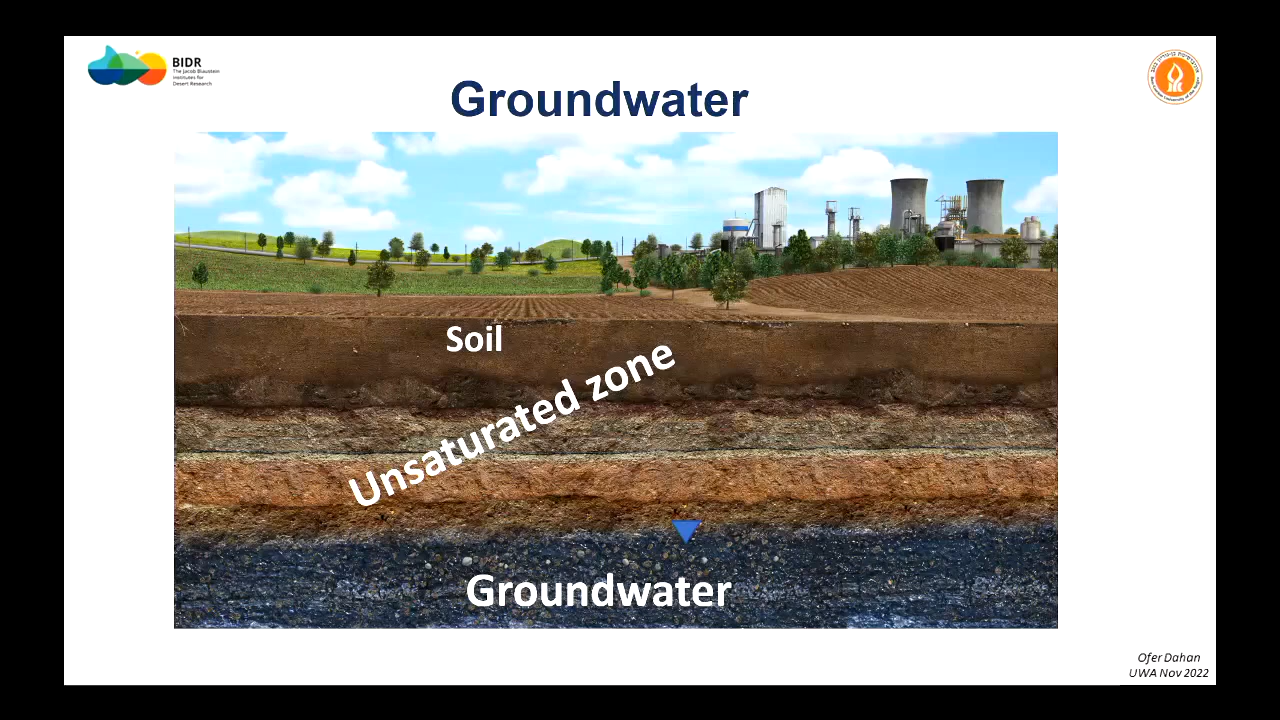 BIDR
The Jacob Blaustein
Institutes for
Desert Research
Groundwater
Soil
Unsaturated zone
Groundwater
Ofer Dahan
UWA Nov 2022